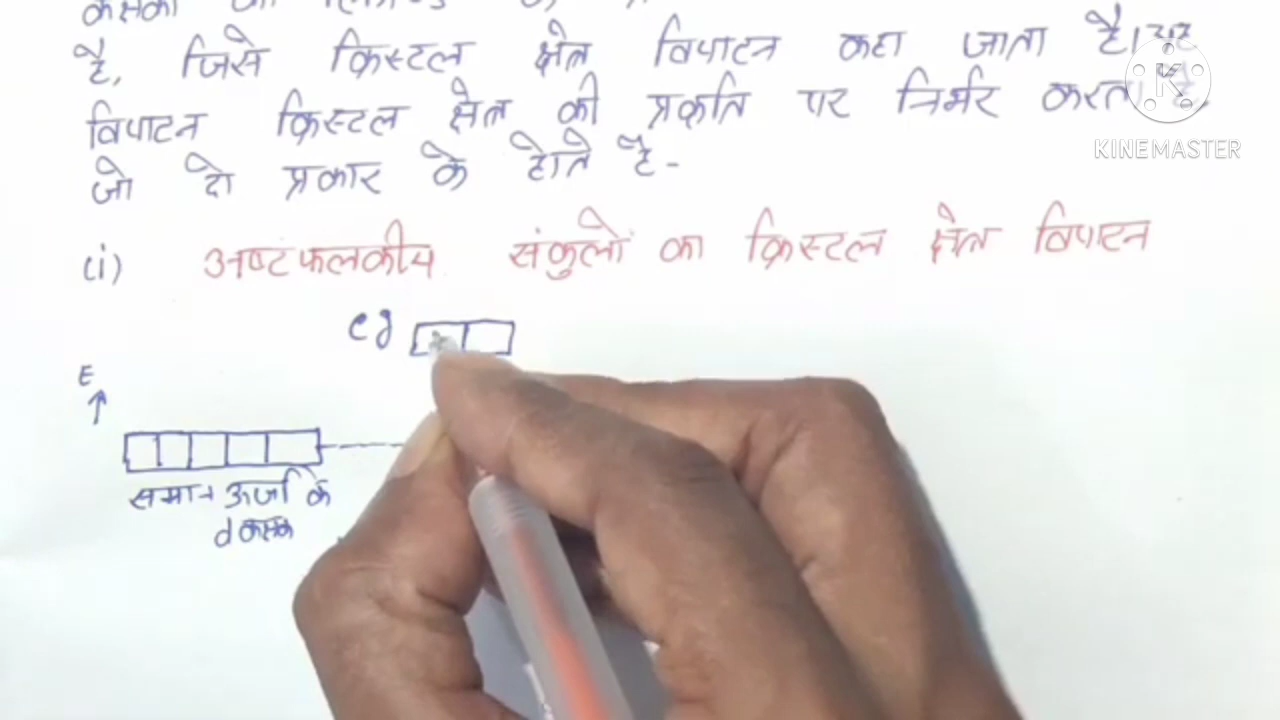 है, जिसे क्रिस्टल क्षेत्र विपाटन कहा जाता है। यह
विपाटन क्रिस्टल क्षेत्र की प्रकृति पर निर्भर करता है,
जो दो प्रकार के होते है-
(i) अष्टफलकीय संकुलों का क्रिस्टल क्षेत्र विपाटन
eg
E
समान ऊर्जा के
d कक्षक
KINEMASTER